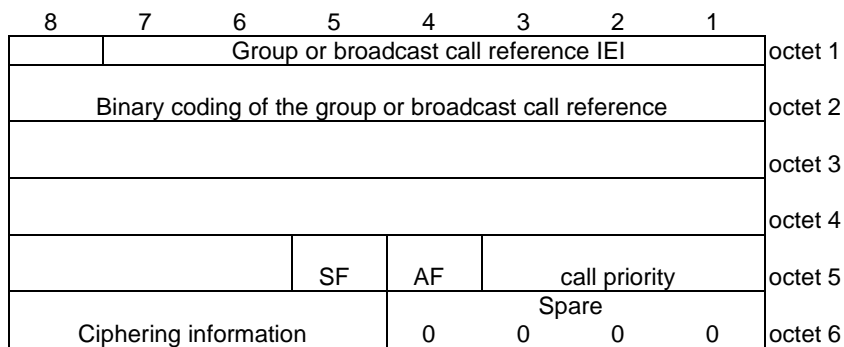 8 7 6 5 4 3 2 1
Group or broadcast call reference IEI octet 1
Binary coding of the group or broadcast call reference octet 2
octet 3
octet 4
SF AF call priority octet 5
Spare
Ciphering information 0 0 0 0 octet 6